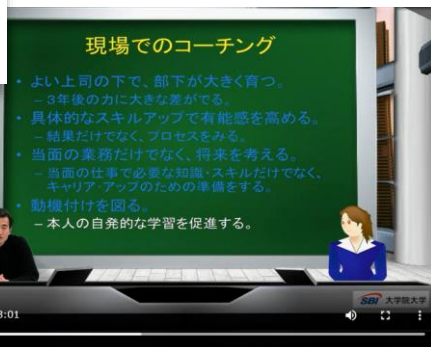 現場でのコーチング
• よい上司の下で、部下が大きく育つ。
– 3年後の力に大きな差がでる。
• 具体的なスキルアップで有能感を高める。
– 結果だけでなく、プロセスをみる。
• 当面の業務だけでなく、将来を考える。
– 当面の仕事で必要な知識・スキルだけでなく、
キャリア・アップのための準備をする。
• 動機付けを図る。
– 本人の自発的な学習を促進する。
SBI 大学院大学
:01